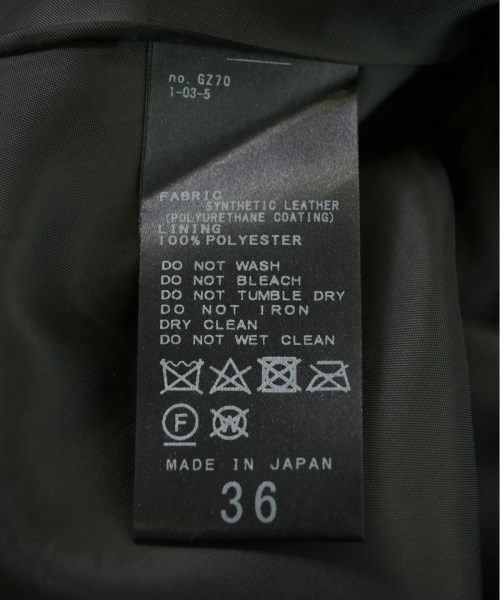 no. GZ70
1-03-5
FABRIC
SYNTHETIC LEATHER
(POLYURETHANE COATING)
LINING
100% POLYESTER
DO NOT WASH
DO NOT BLEACH
DO NOT TUMBLE DRY
DO NOT IRON
DRY CLEAN
DO NOT WET CLEAN
F W
MADE IN JAPAN
36